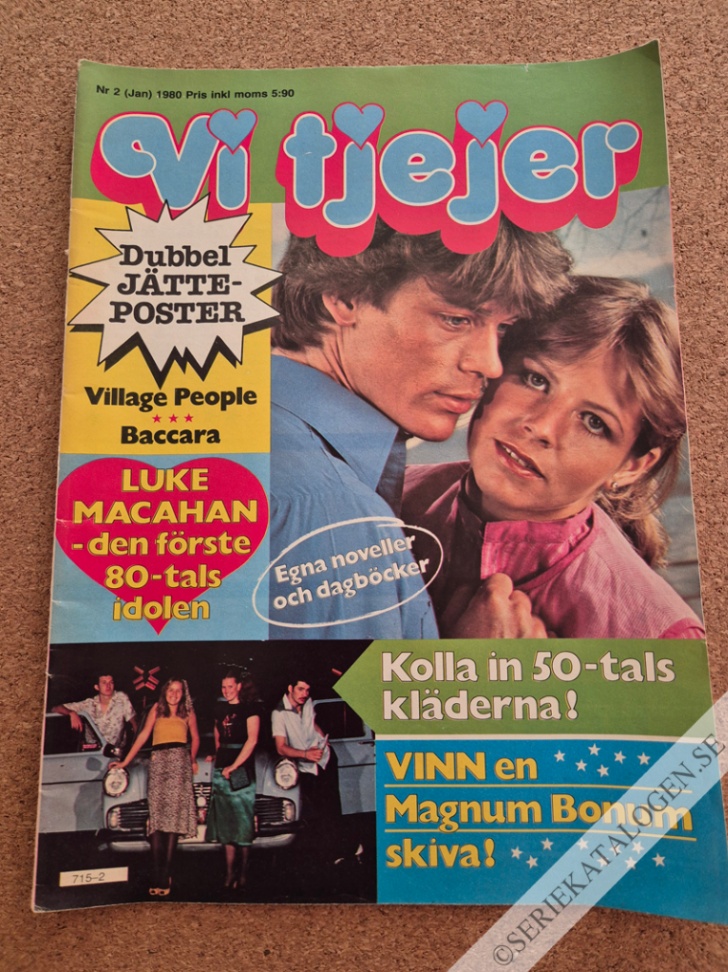 Nr 2 (Jan) 1980 Pris inkl moms 5:90
Vi tjejer
Dubbel
JÄTTE-
POSTER
Village People
★★★
Baccara
LUKE
MACAHAN
-den förste
80-tals
idolen
Egna noveller
och dagböcker
Kolla in 50-tals
kläderna!
VINN en
Magnum Bonum
skiva!
715-2
©SERIEKATALOGEN.SE